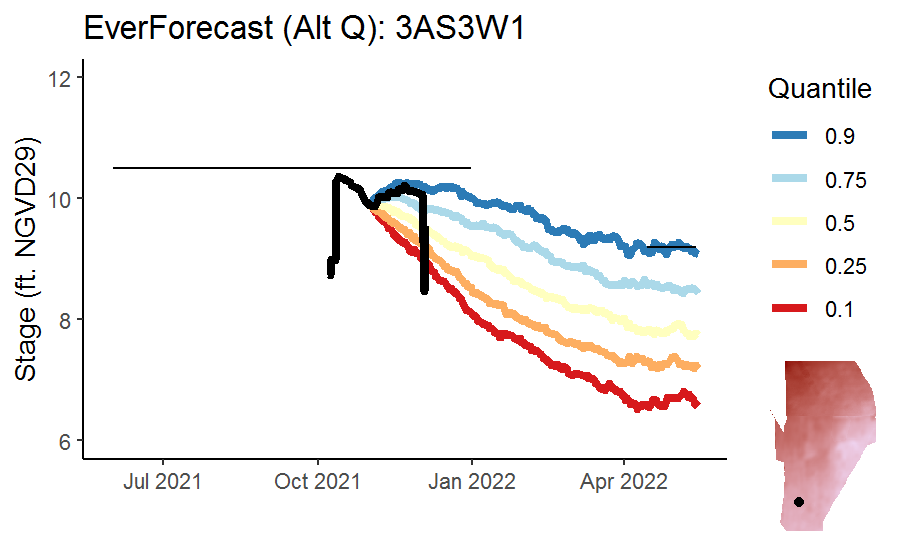 EverForecast (Alt Q): 3AS3W1
Stage (ft. NGVD29)
12
10
8
6
Jul 2021
Oct 2021
Jan 2022
Apr 2022
Quantile
0.9
0.75
0.5
0.25
0.1